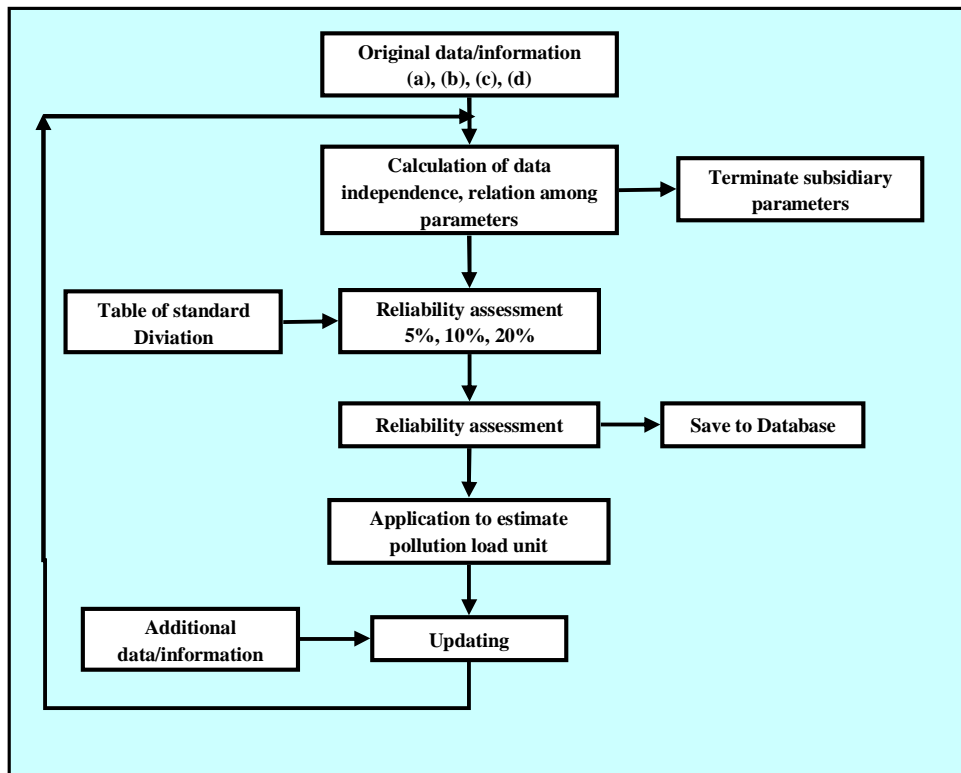 Original data/information
(a), (b), (c), (d)
Calculation of data
independence, relation among
parameters
Terminate subsidiary
parameters
Table of standard
Diviation
Reliability assessment
5%, 10%, 20%
Reliability assessment
Save to Database
Application to estimate
pollution load unit
Additional
data/information
Updating